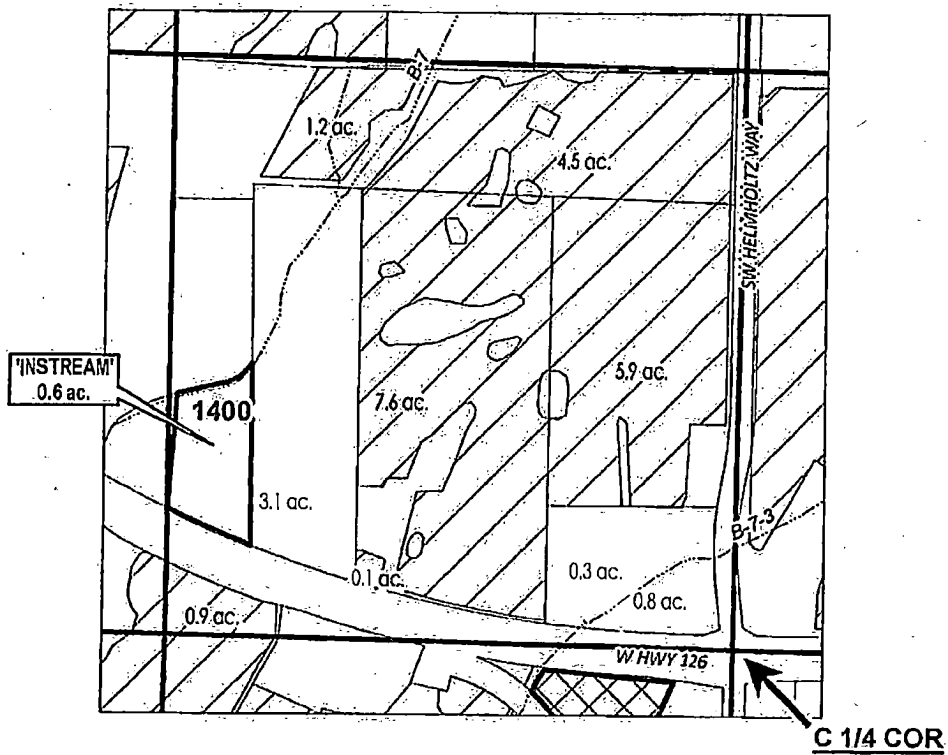 B-7
1.2 ac.
4.5 ac.
SW HELMHOLTZ WAY
'INSTREAM'
0.6 ac.
1400
7.6 ac.
5.9 ac.
3.1 ac.
B-7-3
0.1 ac.
0.3 ac.
0.8 ac.
0.9 ac.
W HWY 126
C 1/4 COR